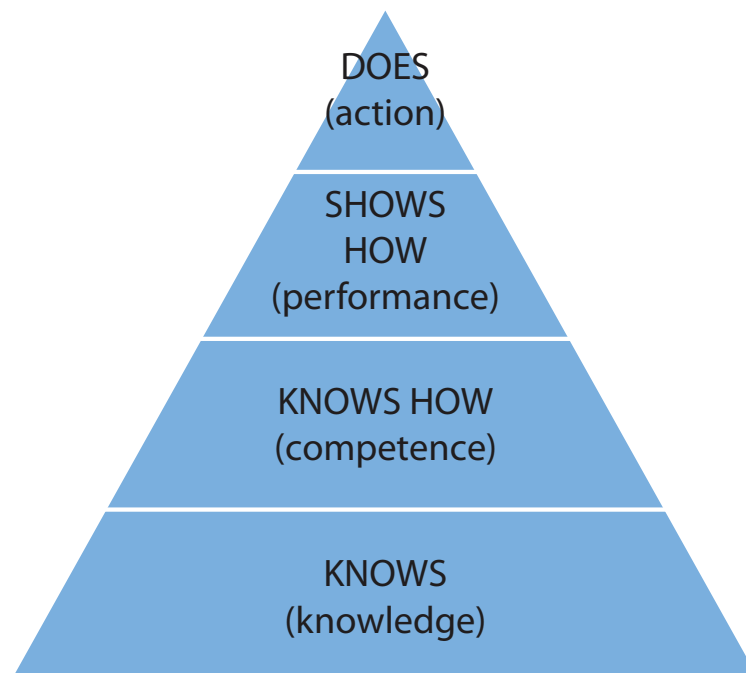 DOES
(action)
SHOWS
HOW
(performance)
KNOWS HOW
(competence)
KNOWS
(knowledge)